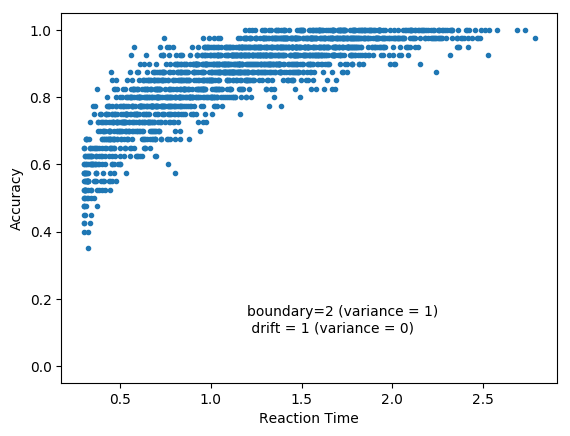 1.0
0.8
0.6
0.4
0.2
0.0
Accuracy
boundary=2 (variance = 1)
drift = 1 (variance = 0)
0.5 1.0 1.5 2.0 2.5
Reaction Time